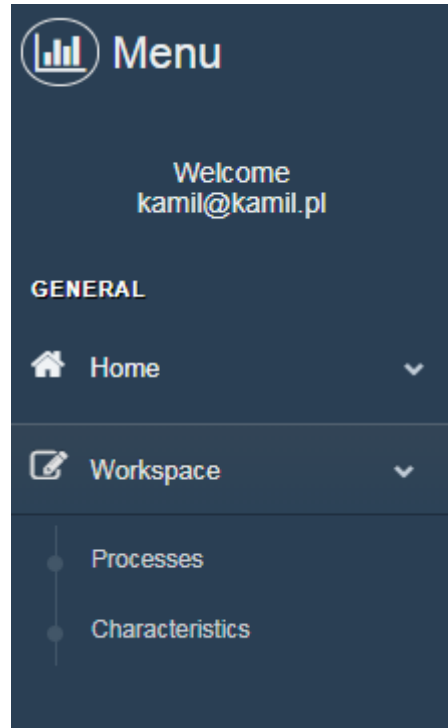 Menu
Welcome
kamil@kamil.pl
GENERAL
Home
Workspace
Processes
Characteristics